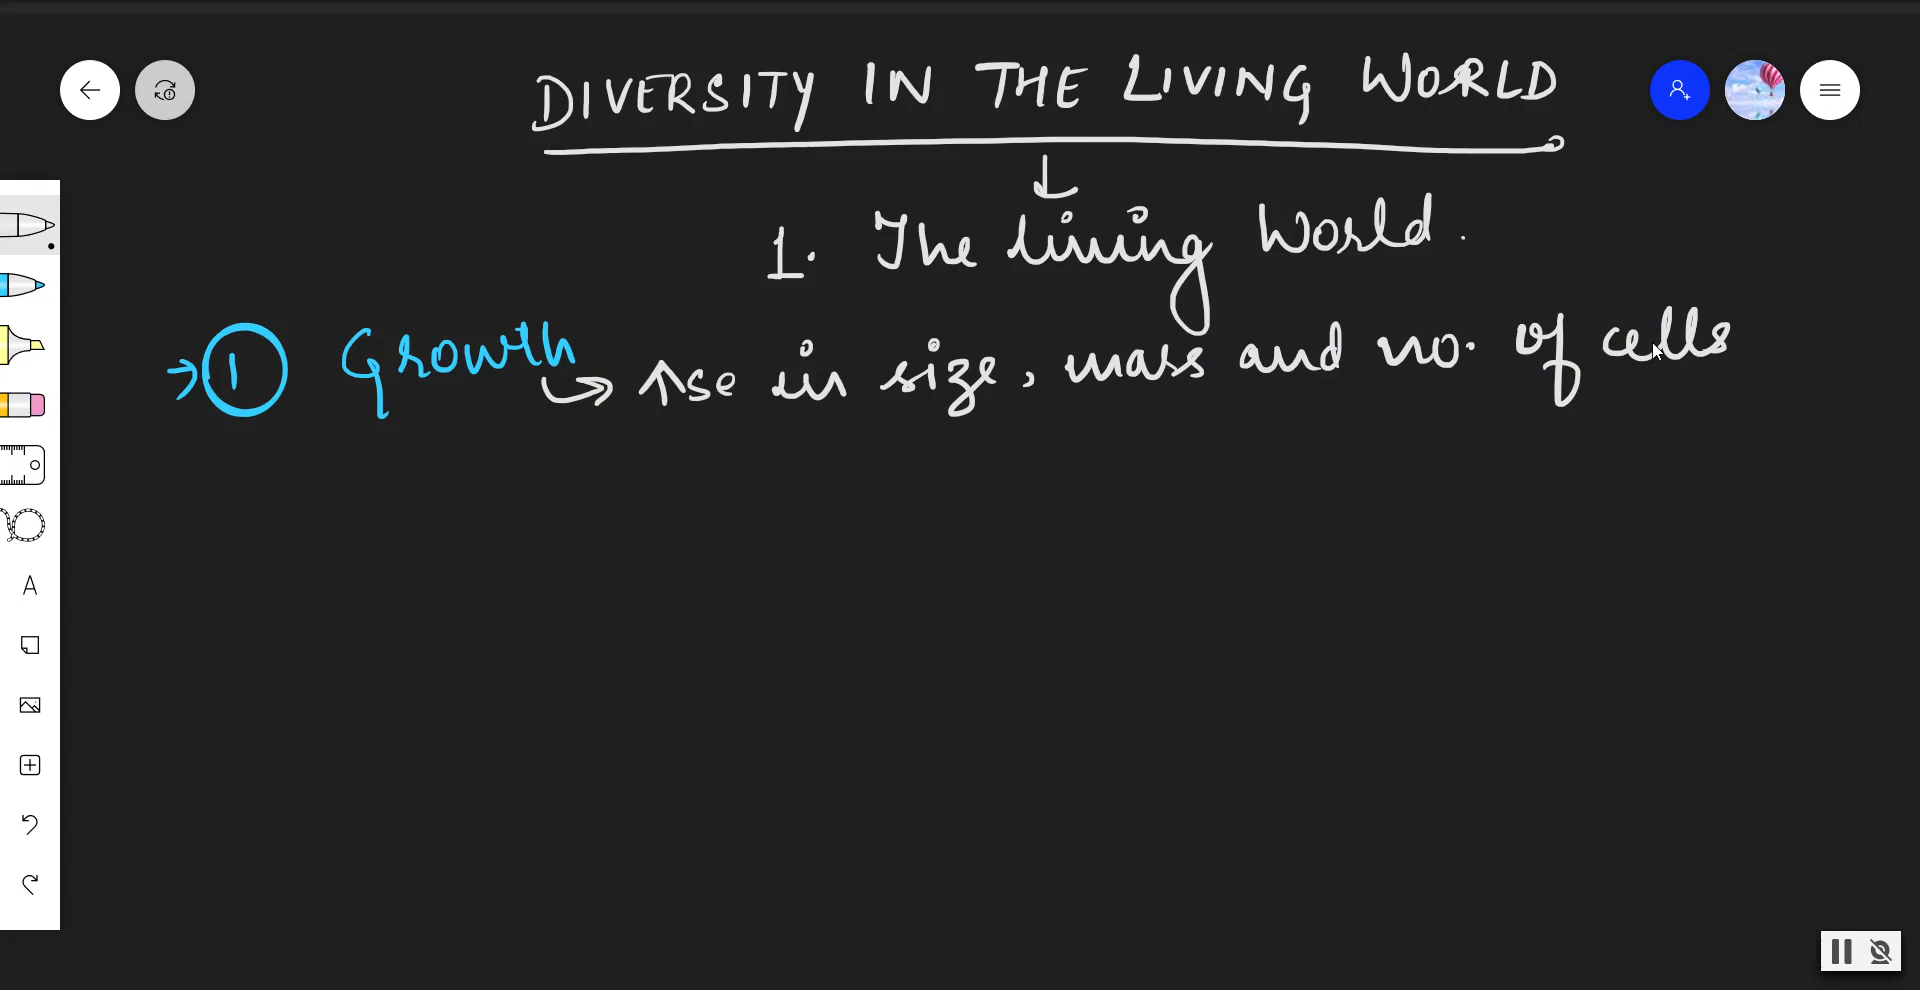 DIVERSITY IN THE LIVING WORLD
↓
1. The living World.
→ ① Growth ↪ ↑se in size, mass and no. of cells
A